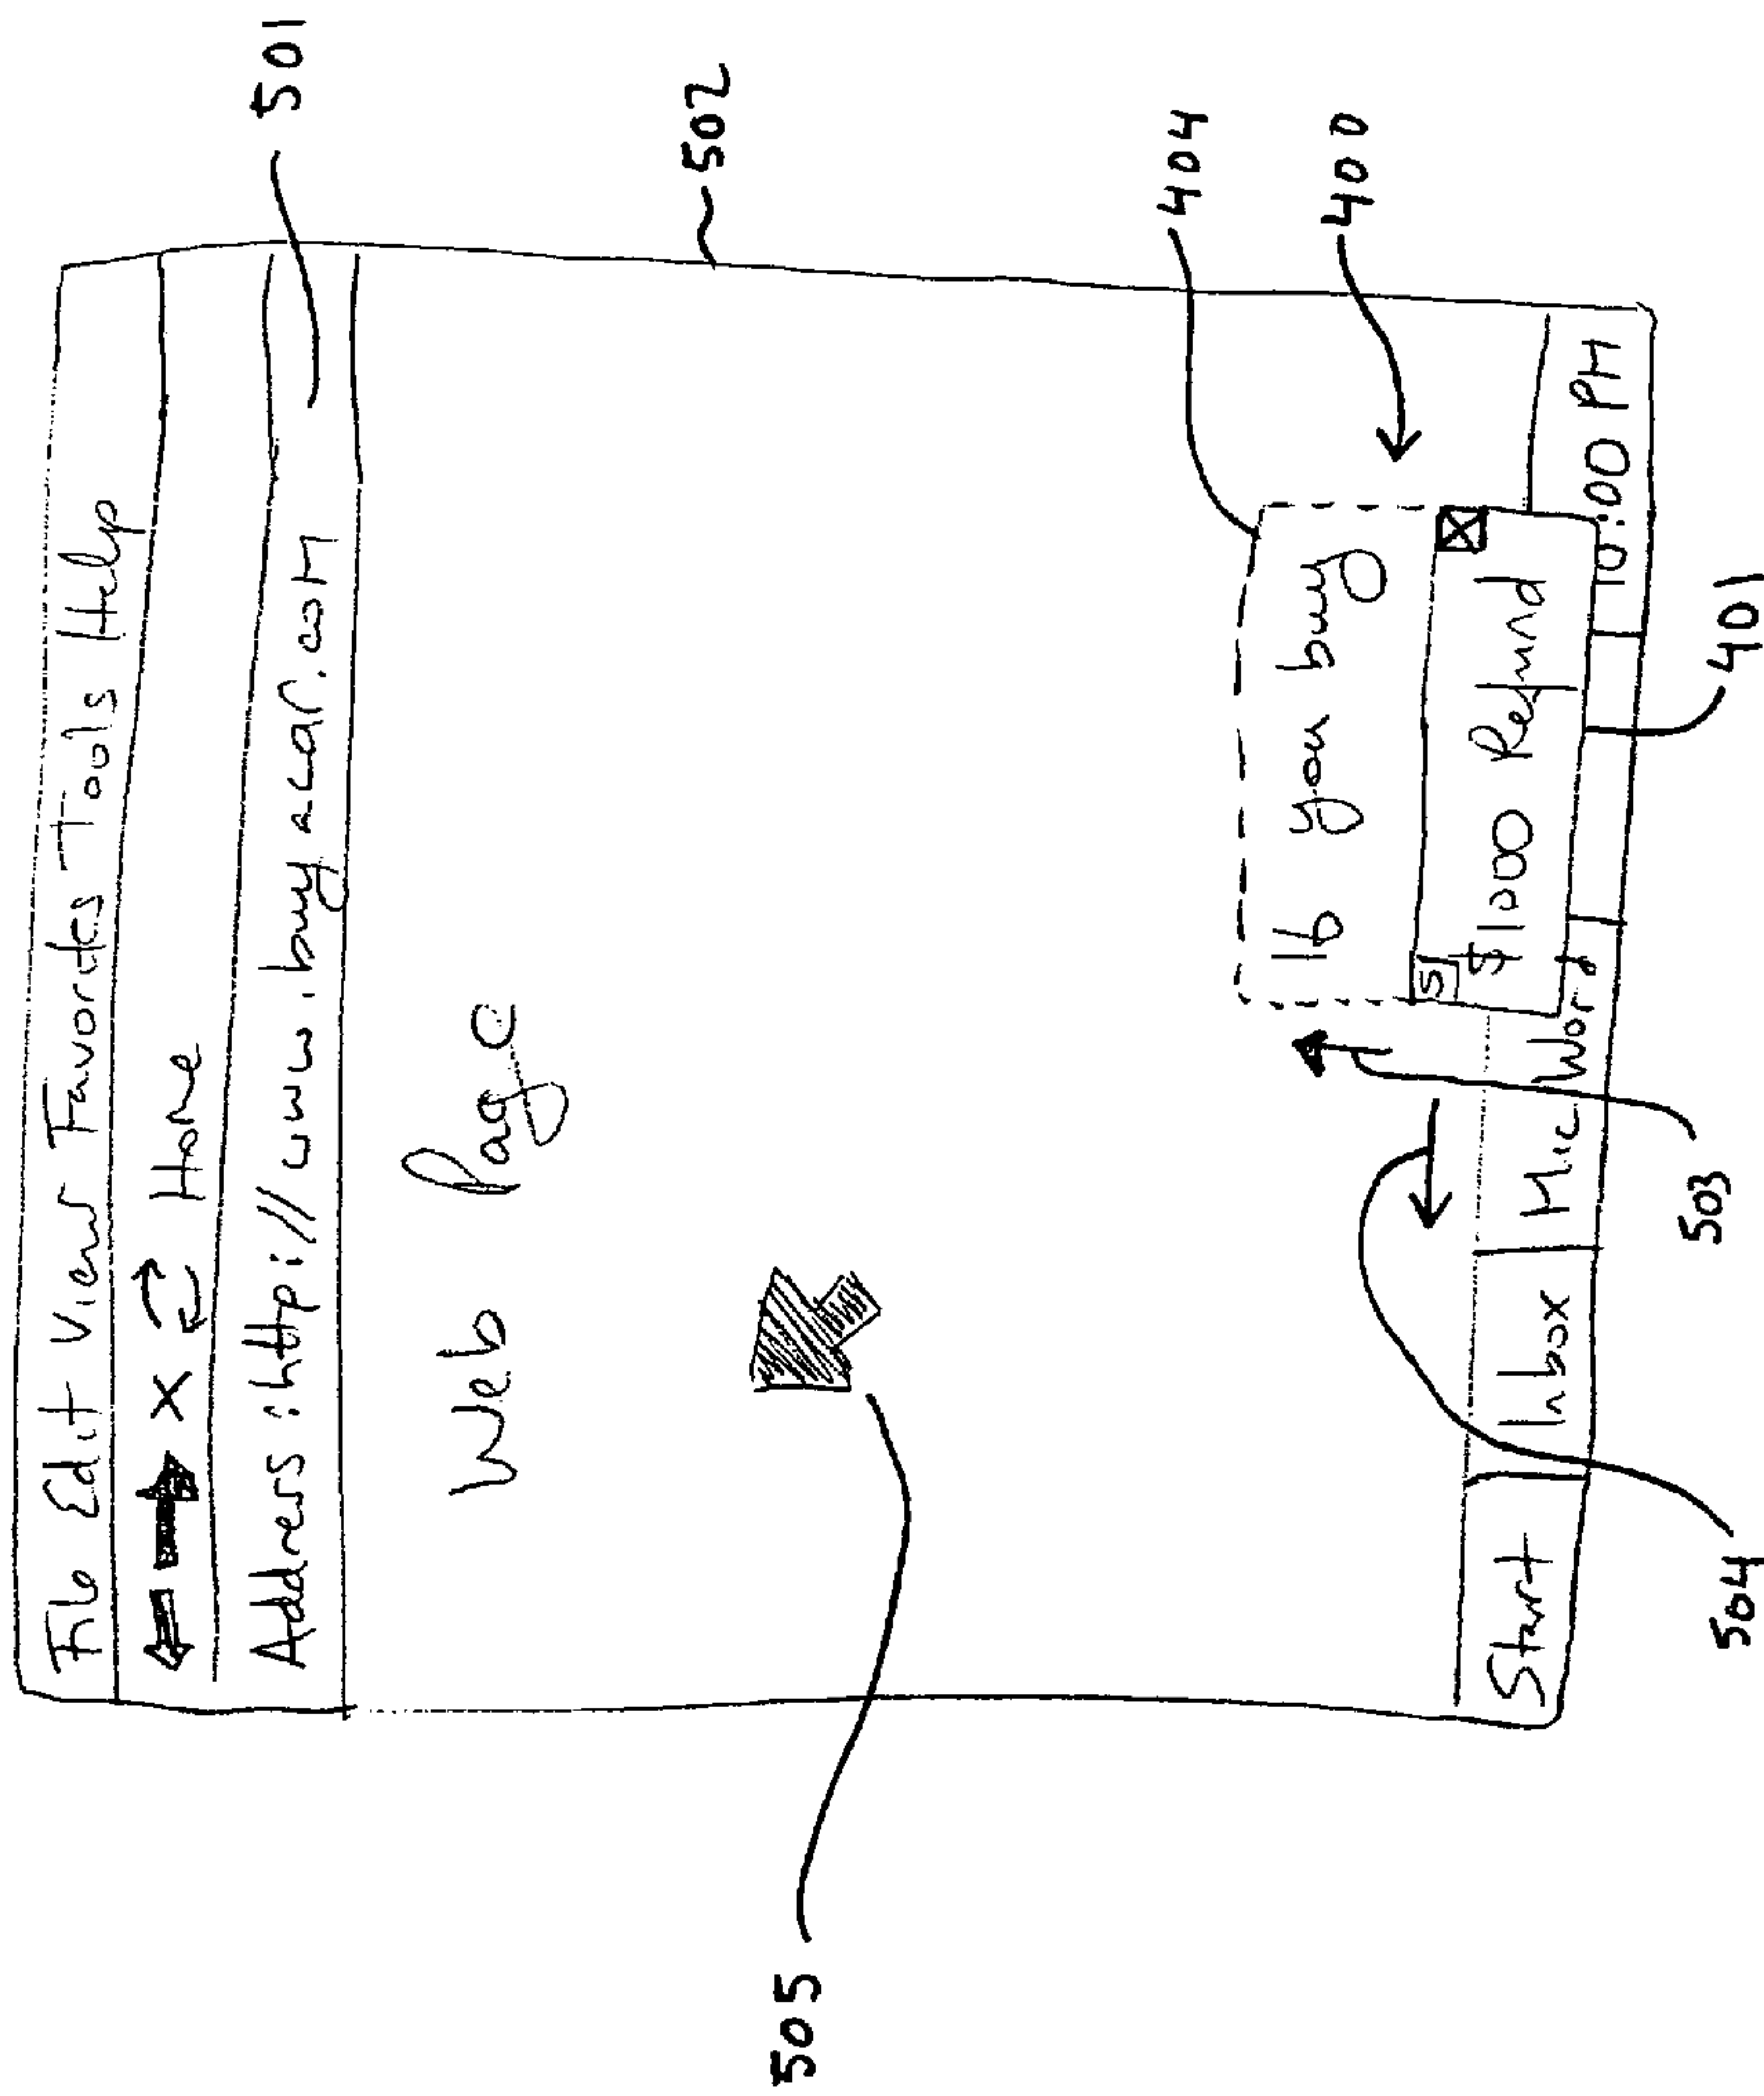 File Edit View Favorites Tools Help
X Home
Address :http://www.buyacar.com
501
Web Page
502
505
404
If you buy
400
S
$1000 Refund
X
Start Inbox Mic Word 10:00 PM
504
503
401